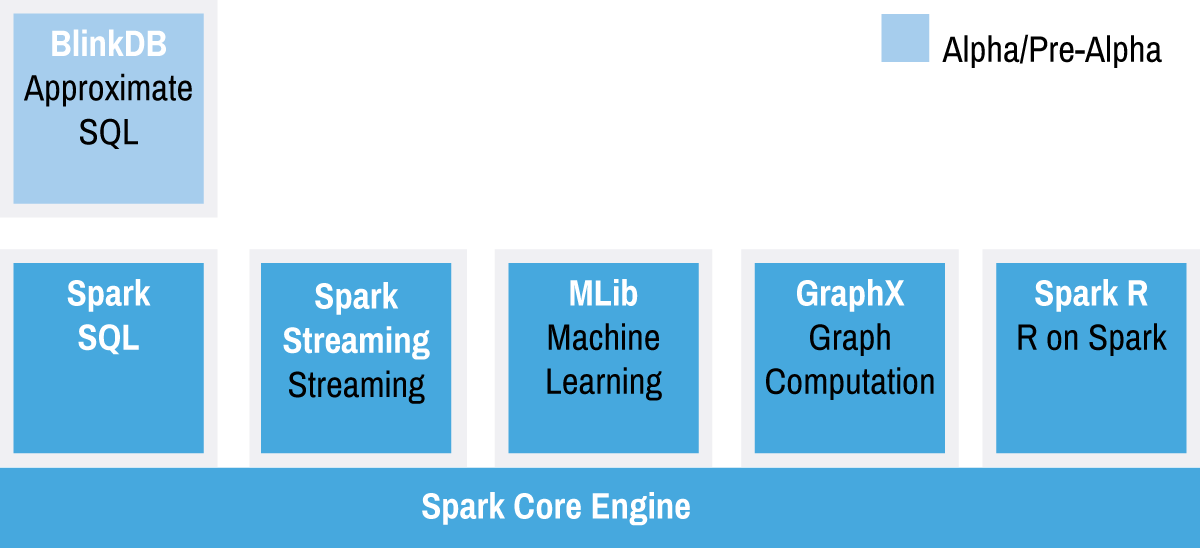 BlinkDB
Approximate
SQL
Alpha/Pre-Alpha
Spark
SQL
Spark
Streaming
Streaming
MLib
Machine
Learning
GraphX
Graph
Computation
Spark R
R on Spark
Spark Core Engine